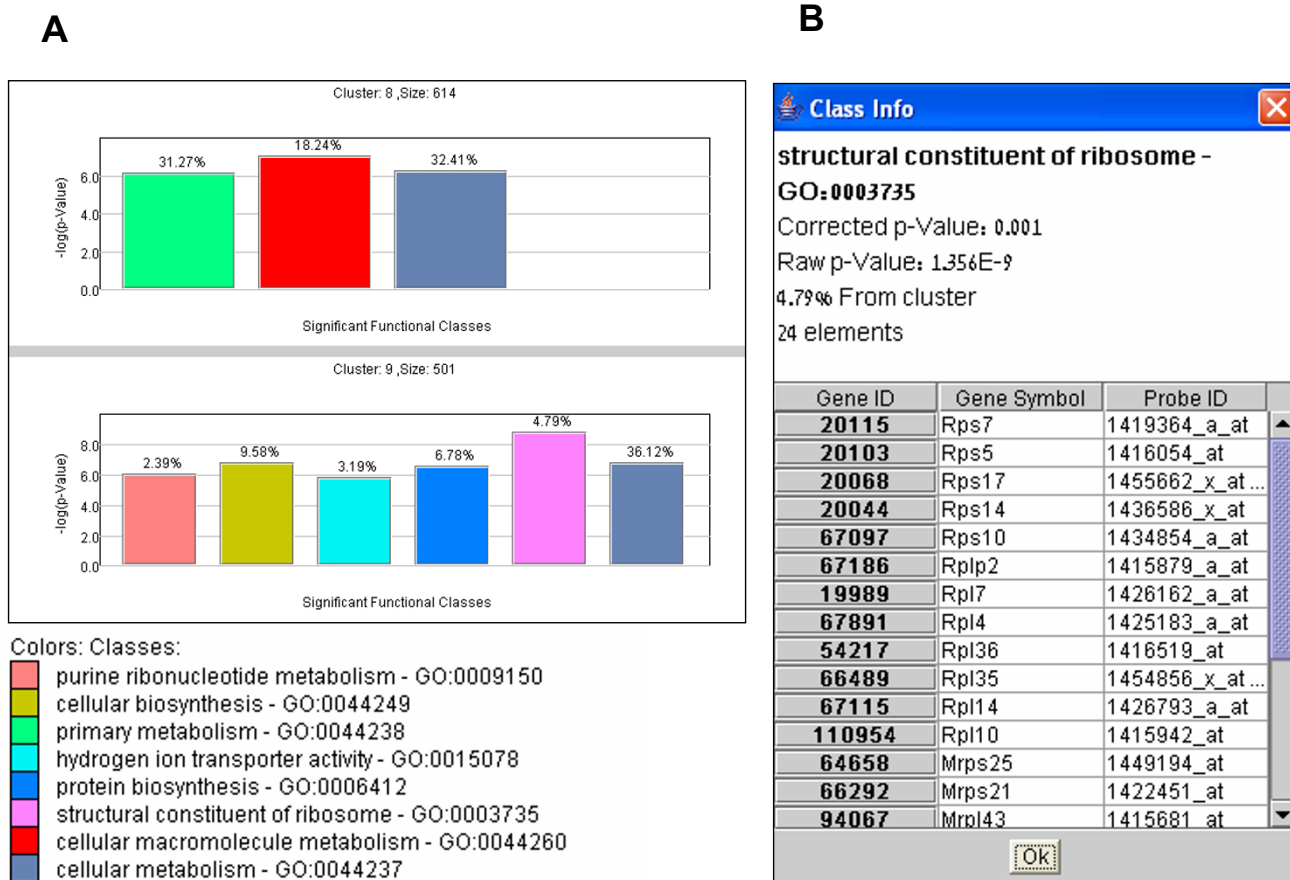 A
Cluster: 8 ,Size: 614
31.27%
18.24%
32.41%
6.0
4.0
2.0
0.0
-log(p-Value)
Significant Functional Classes
Cluster: 9 ,Size: 501
2.39%
9.58%
3.19%
6.78%
4.79%
36.12%
8.0
6.0
4.0
2.0
0.0
-log(p-Value)
Significant Functional Classes
Colors: Classes:
purine ribonucleotide metabolism - GO:0009150
cellular biosynthesis - GO:0044249
primary metabolism - GO:0044238
hydrogen ion transporter activity - GO:0015078
protein biosynthesis - GO:0006412
structural constituent of ribosome - GO:0003735
cellular macromolecule metabolism - GO:0044260
cellular metabolism - GO:0044237
B
Class Info
structural constituent of ribosome -
GO:0003735
Corrected p-Value: 0.001
Raw p-Value: 1.356E-9
4.79% From cluster
24 elements
Gene ID Gene Symbol Probe ID
20115 Rps7 1419364_a_at
20103 Rps5 1416054_at
20068 Rps17 1455662_x_at...
20044 Rps14 1436586_x_at
67097 Rps10 1434854_a_at
67186 Rplp2 1415879_a_at
19989 Rpl7 1426162_a_at
67891 Rpl4 1425183_a_at
54217 Rpl36 1416519_at
66489 Rpl35 1454856_x_at...
67115 Rpl14 1426793_a_at
110954 Rpl10 1415942_at
64658 Mrps25 1449194_at
66292 Mrps21 1422451_at
94067 Mrpl43 1415681_at
Ok